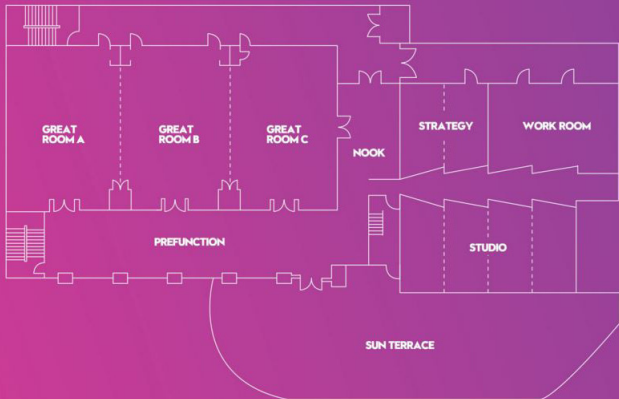 GREAT
ROOM A
GREAT
ROOM B
GREAT
ROOM C
NOOK
STRATEGY
WORK ROOM
PREFUNCTION
STUDIO
SUN TERRACE